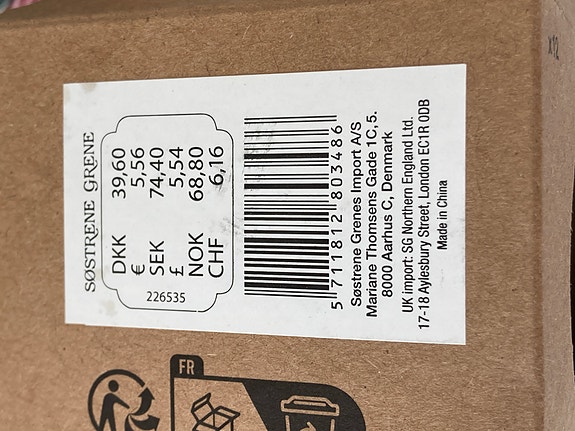 SØSTRENE GRENE
DKK 39,60
€ 5,56
SEK 74,40
£ 5,54
NOK 68,80
CHF 6,16
226535
5 711812 803486
Søstrene Grenes Import A/S
Mariane Thomsens Gade 1C, 5.
8000 Aarhus C, Denmark
UK import: SG Northern England Ltd.
17-18 Aylesbury Street, London EC1R 0DB
Made in China
FR
x12